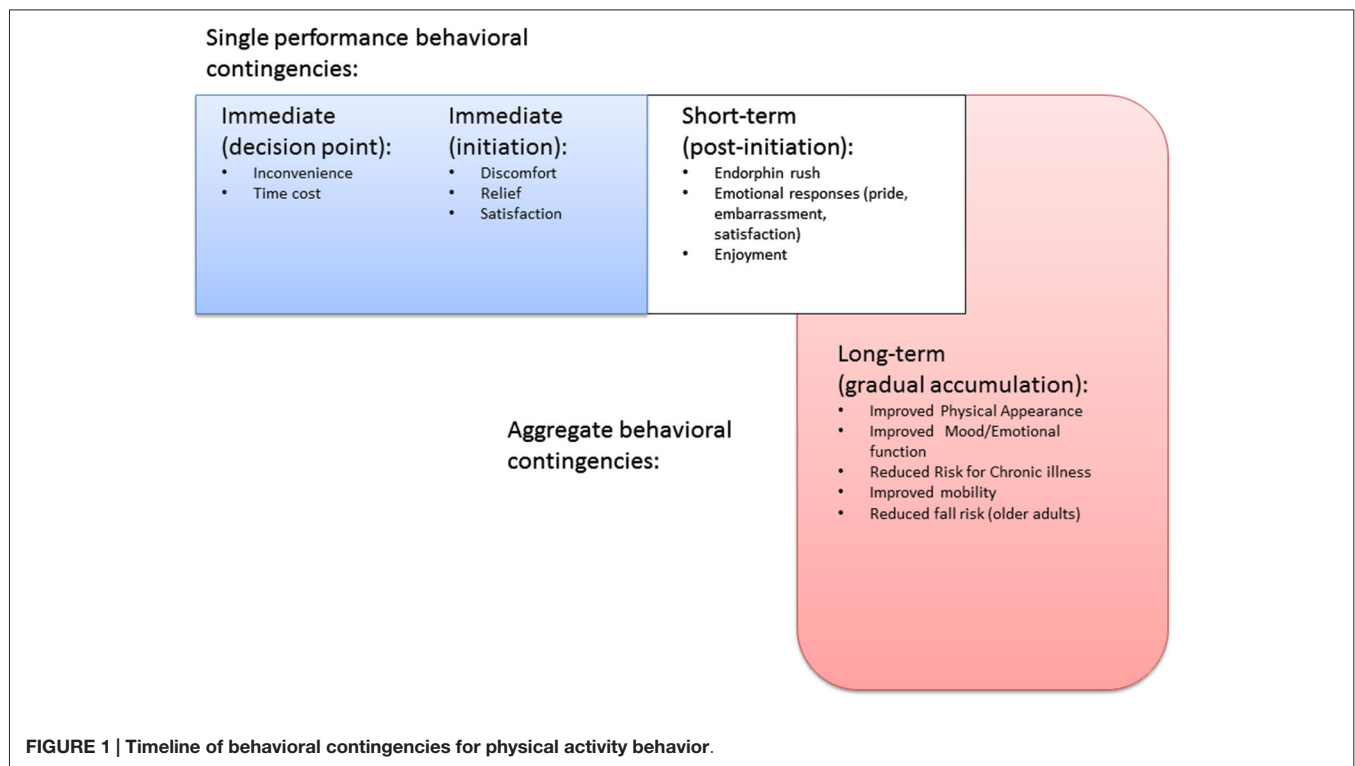 Single performance behavioral
contingencies:
Immediate
(decision point):
• Inconvenience
• Time cost
Immediate
(initiation):
• Discomfort
• Relief
• Satisfaction
Short-term
(post-initiation):
• Endorphin rush
• Emotional responses (pride,
embarrassment,
satisfaction)
• Enjoyment
Long-term
(gradual accumulation):
• Improved Physical Appearance
• Improved Mood/Emotional
function
• Reduced Risk for Chronic illness
• Improved mobility
• Reduced fall risk (older adults)
Aggregate behavioral
contingencies:
FIGURE 1 | Timeline of behavioral contingencies for physical activity behavior.